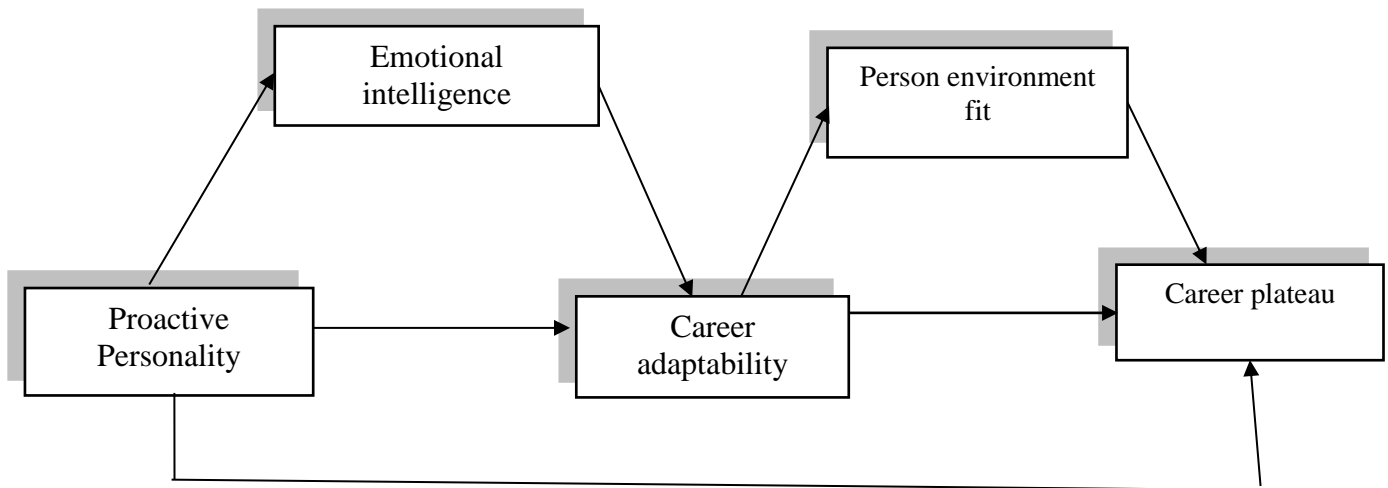 Emotional
intelligence
Person environment
fit
Proactive
Personality
Career
adaptability
Career plateau